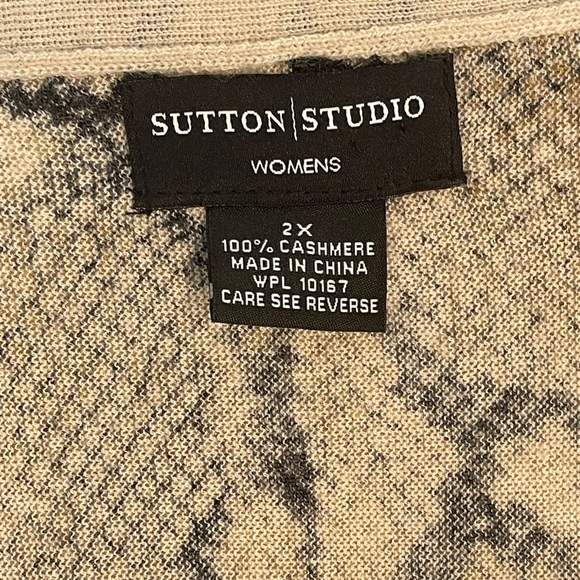 SUTTON|STUDIO
WOMENS
2X
100% CASHMERE
MADE IN CHINA
WPL 10167
CARE SEE REVERSE